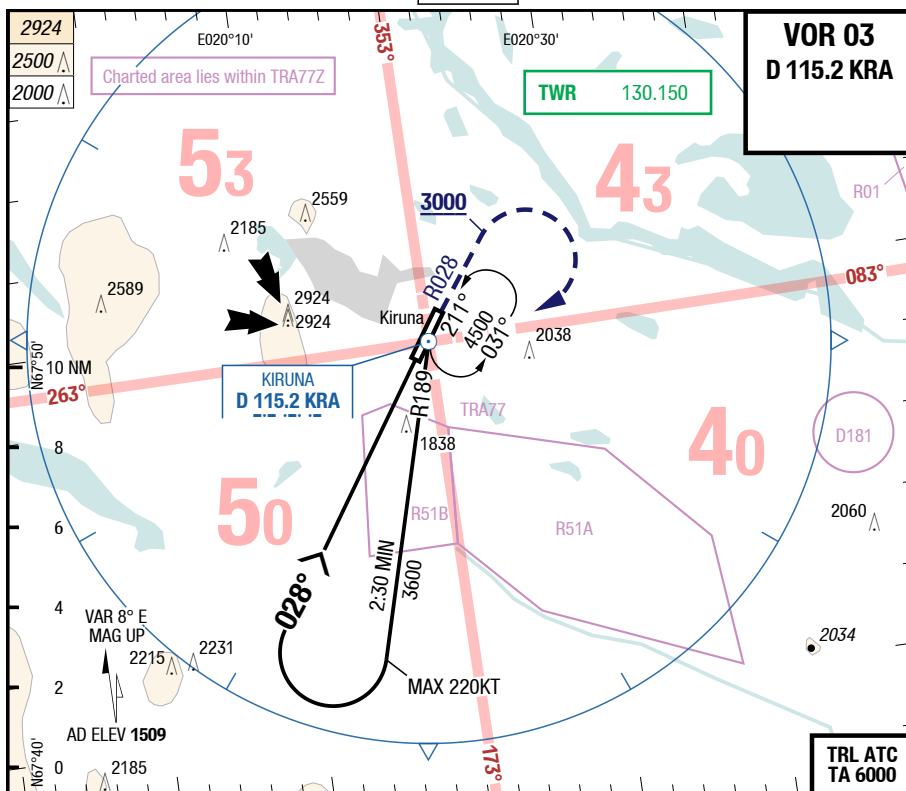 2924
2500
2000
E020°10'
353°
E020°30'
VOR 03
D 115.2 KRA
Charted area lies within TRA77Z
TWR 130.150
53
43
R01
2559
3000
2185
R028
083°
2589
2924
2924
Kiruna
211°
4500
031°
2038
N67°50'
10 NM
263°
KIRUNA
D 115.2 KRA
R189
TRA77
1838
D181
8
40
50
R51B
R51A
2060
6
2:30 MIN
3600
028°
4
VAR 8° E
MAG UP
2034
2215
2231
2
MAX 220KT
AD ELEV 1509
N67°40'
0
2185
173°
TRL ATC
TA 6000